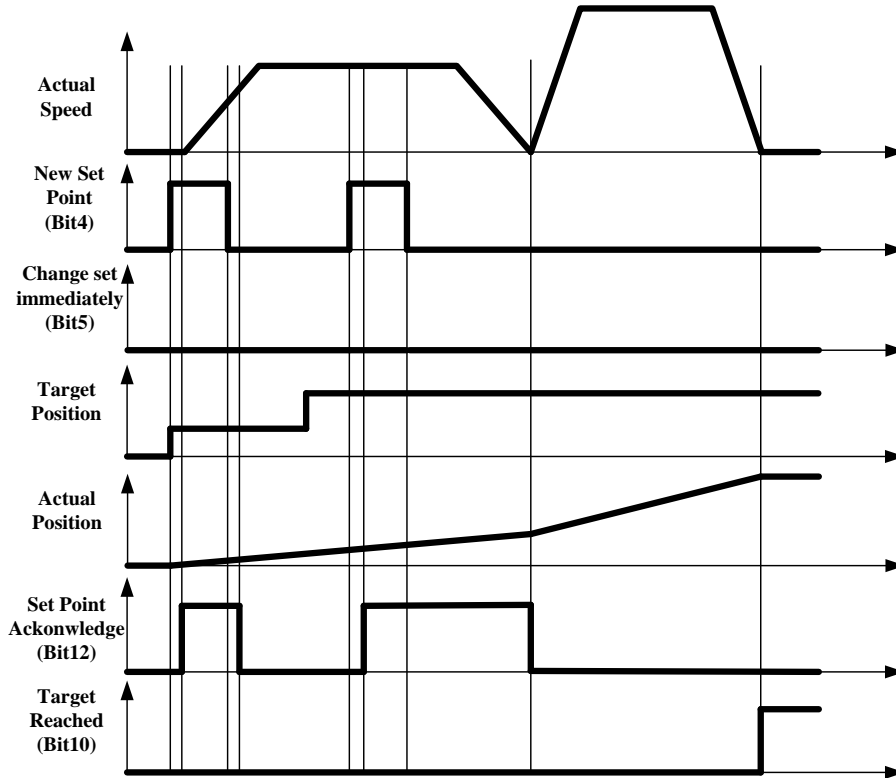 Actual
Speed
New Set
Point
(Bit4)
Change set
immediately
(Bit5)
Target
Position
Actual
Position
Set Point
Ackonwledge
(Bit12)
Target
Reached
(Bit10)